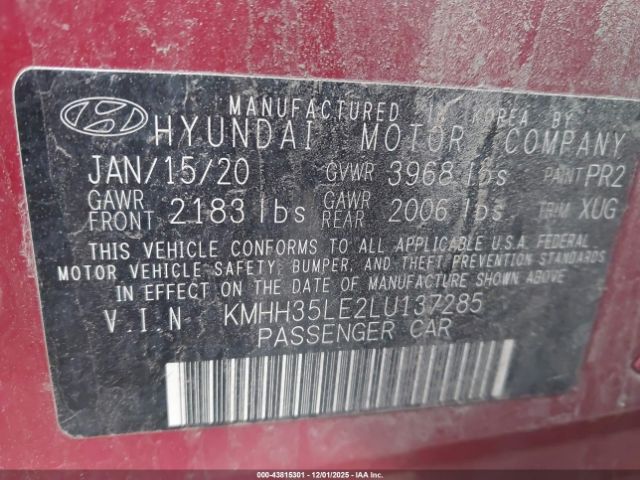 MANUFACTURED IN KOREA BY
HYUNDAI MOTOR COMPANY
JAN/15/20 GVWR 3968 lbs PAINT PR2
GAWR FRONT 2183 lbs GAWR REAR 2006 lbs TRIM XUG
THIS VEHICLE CONFORMS TO ALL APPLICABLE U.S.A. FEDERAL
MOTOR VEHICLE SAFETY, BUMPER, AND THEFT PREVENTION STANDARDS
IN EFFECT ON THE DATE OF MANUFACTURE SHOWN ABOVE.
V.I.N KMHH35LE2LU137285
PASSENGER CAR
000-43815301 - 12/01/2025 - IAAI.com